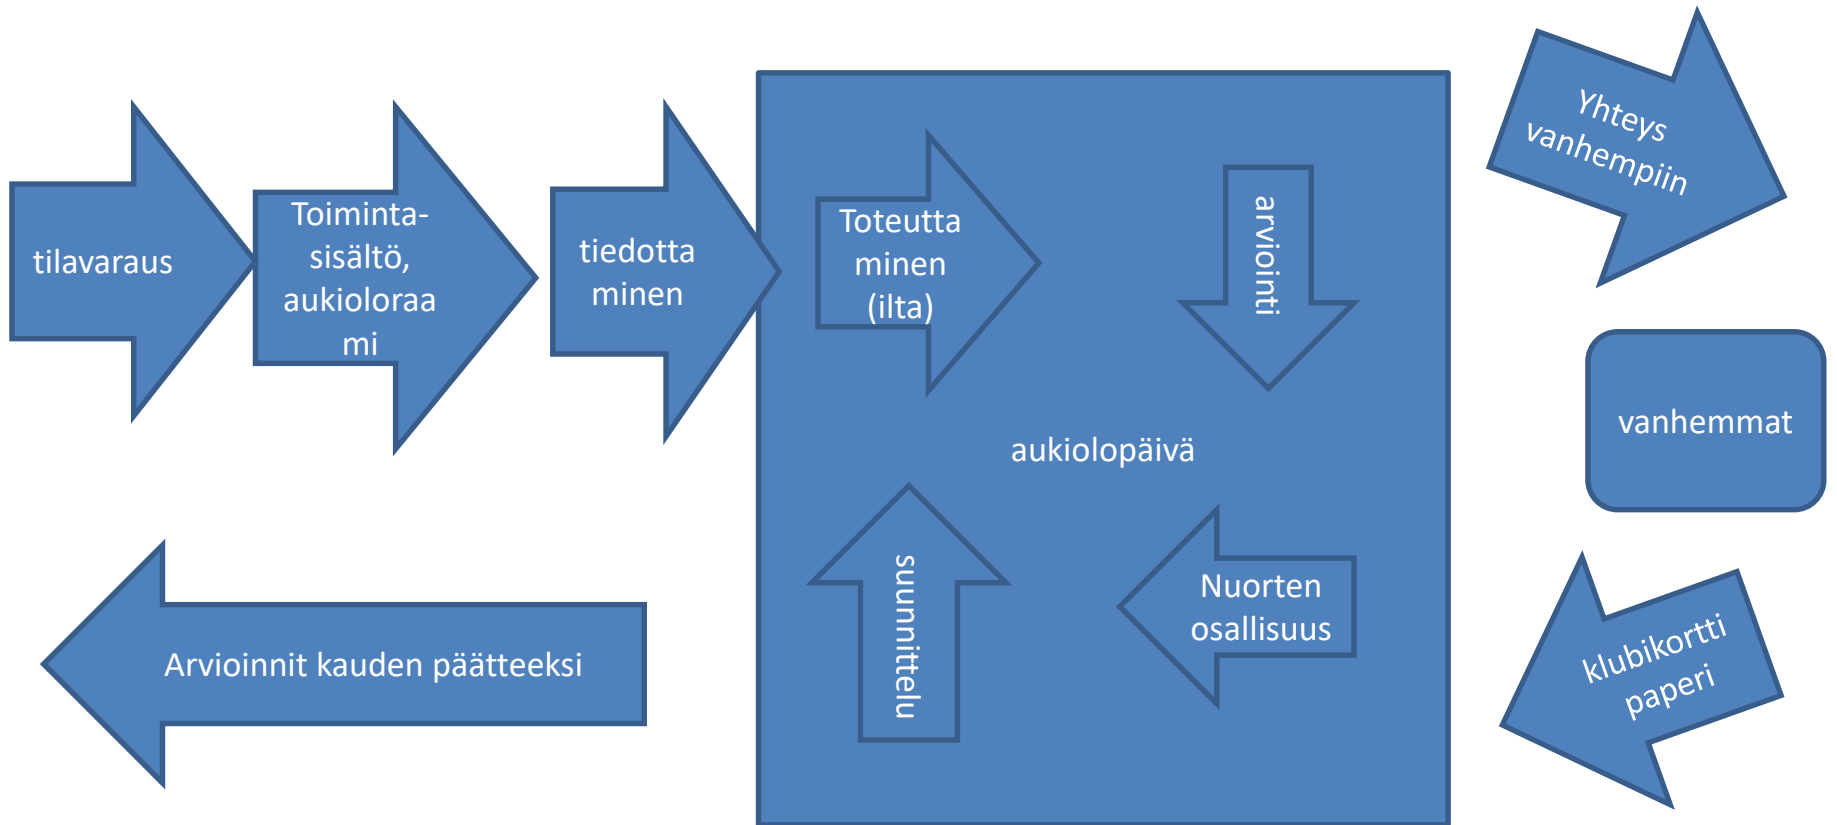 tilavaraus
Toiminta-
sisältö,
aukioloraa
mi
tiedotta
minen
Toteutta
minen
(ilta)
arviointi
Yhteys
vanhempiin
vanhemmat
aukiolopäivä
suunnittelu
Nuorten
osallisuus
klubikortti
paperi
Arvioinnit kauden päätteeksi